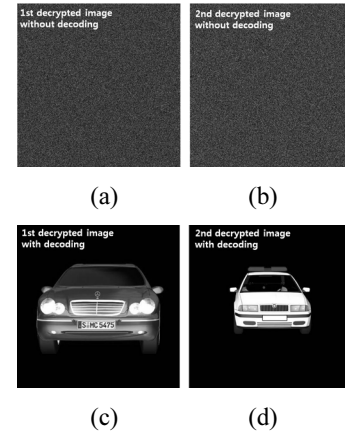 1st decrypted image
without decoding
2nd decrypted image
without decoding
(a)
(b)
1st decrypted image
with decoding
2nd decrypted image
with decoding
S:MC 5475
(c)
(d)